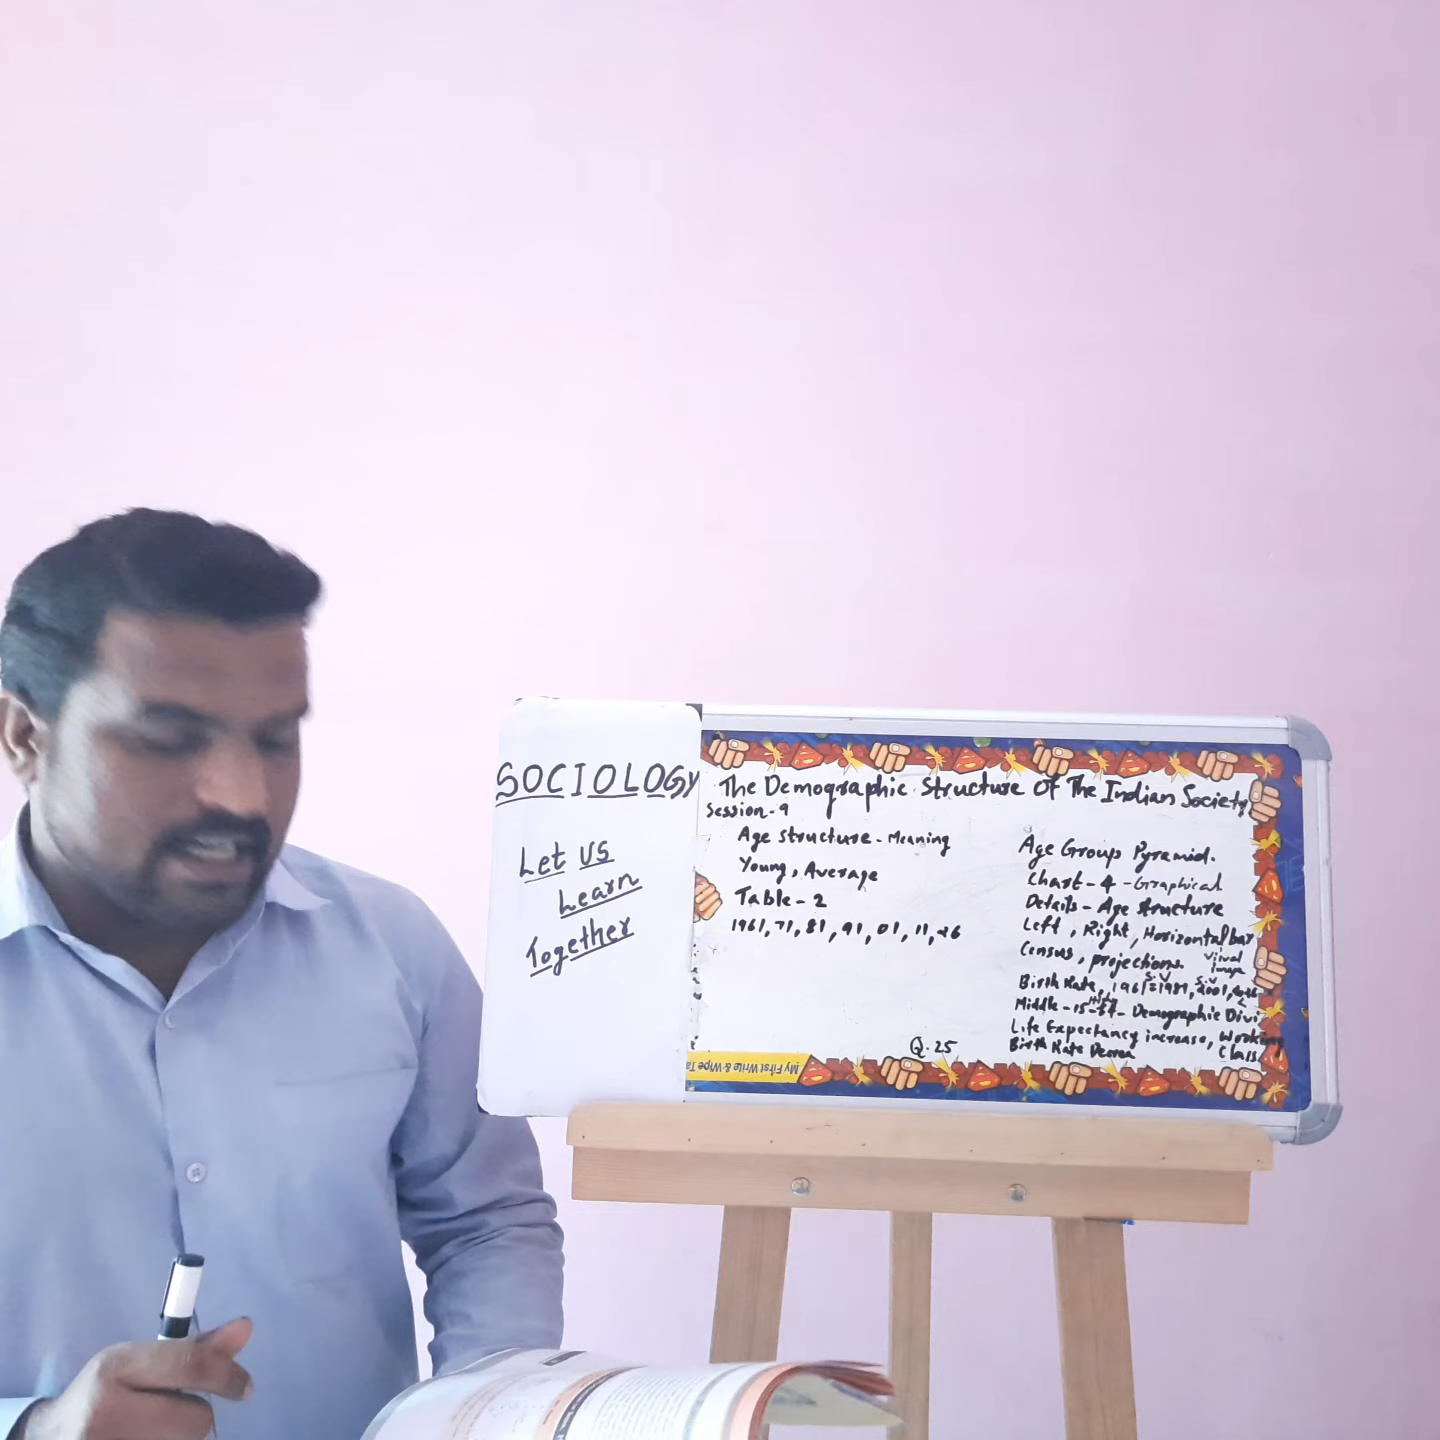 SOCIOLOGY
Let US
Learn
Together
The Demographic Structure Of The Indian Society
Session-9
Age structure - Meaning
Young, Average
Table - 2
1961, 71, 81, 91, 01, 11, 26
Q. 25
Age Groups Pyramid.
Chart - 4 - Graphical
Details - Age structure
Left, Right, Horizontal bar
Census, projections.
Birth Rate, 1961 1981, 2001,
Middle - 15 - Demographic Divi
Life Expectancy increase, Working
Class
Birth Rate
My First Write & Wipe